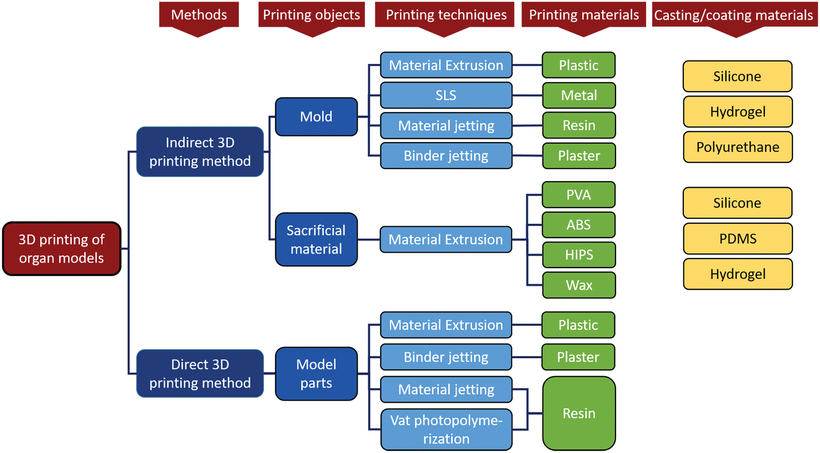 Methods
Printing objects
Printing techniques
Printing materials
Casting/coating materials
3D printing of
organ models
Indirect 3D
printing method
Mold
Material Extrusion
Plastic
SLS
Metal
Material jetting
Resin
Binder jetting
Plaster
Silicone
Hydrogel
Polyurethane
Sacrificial
material
Material Extrusion
PVA
ABS
HIPS
Wax
Silicone
PDMS
Hydrogel
Direct 3D
printing method
Model
parts
Material Extrusion
Plastic
Binder jetting
Plaster
Material jetting
Vat photopolyme-
rization
Resin